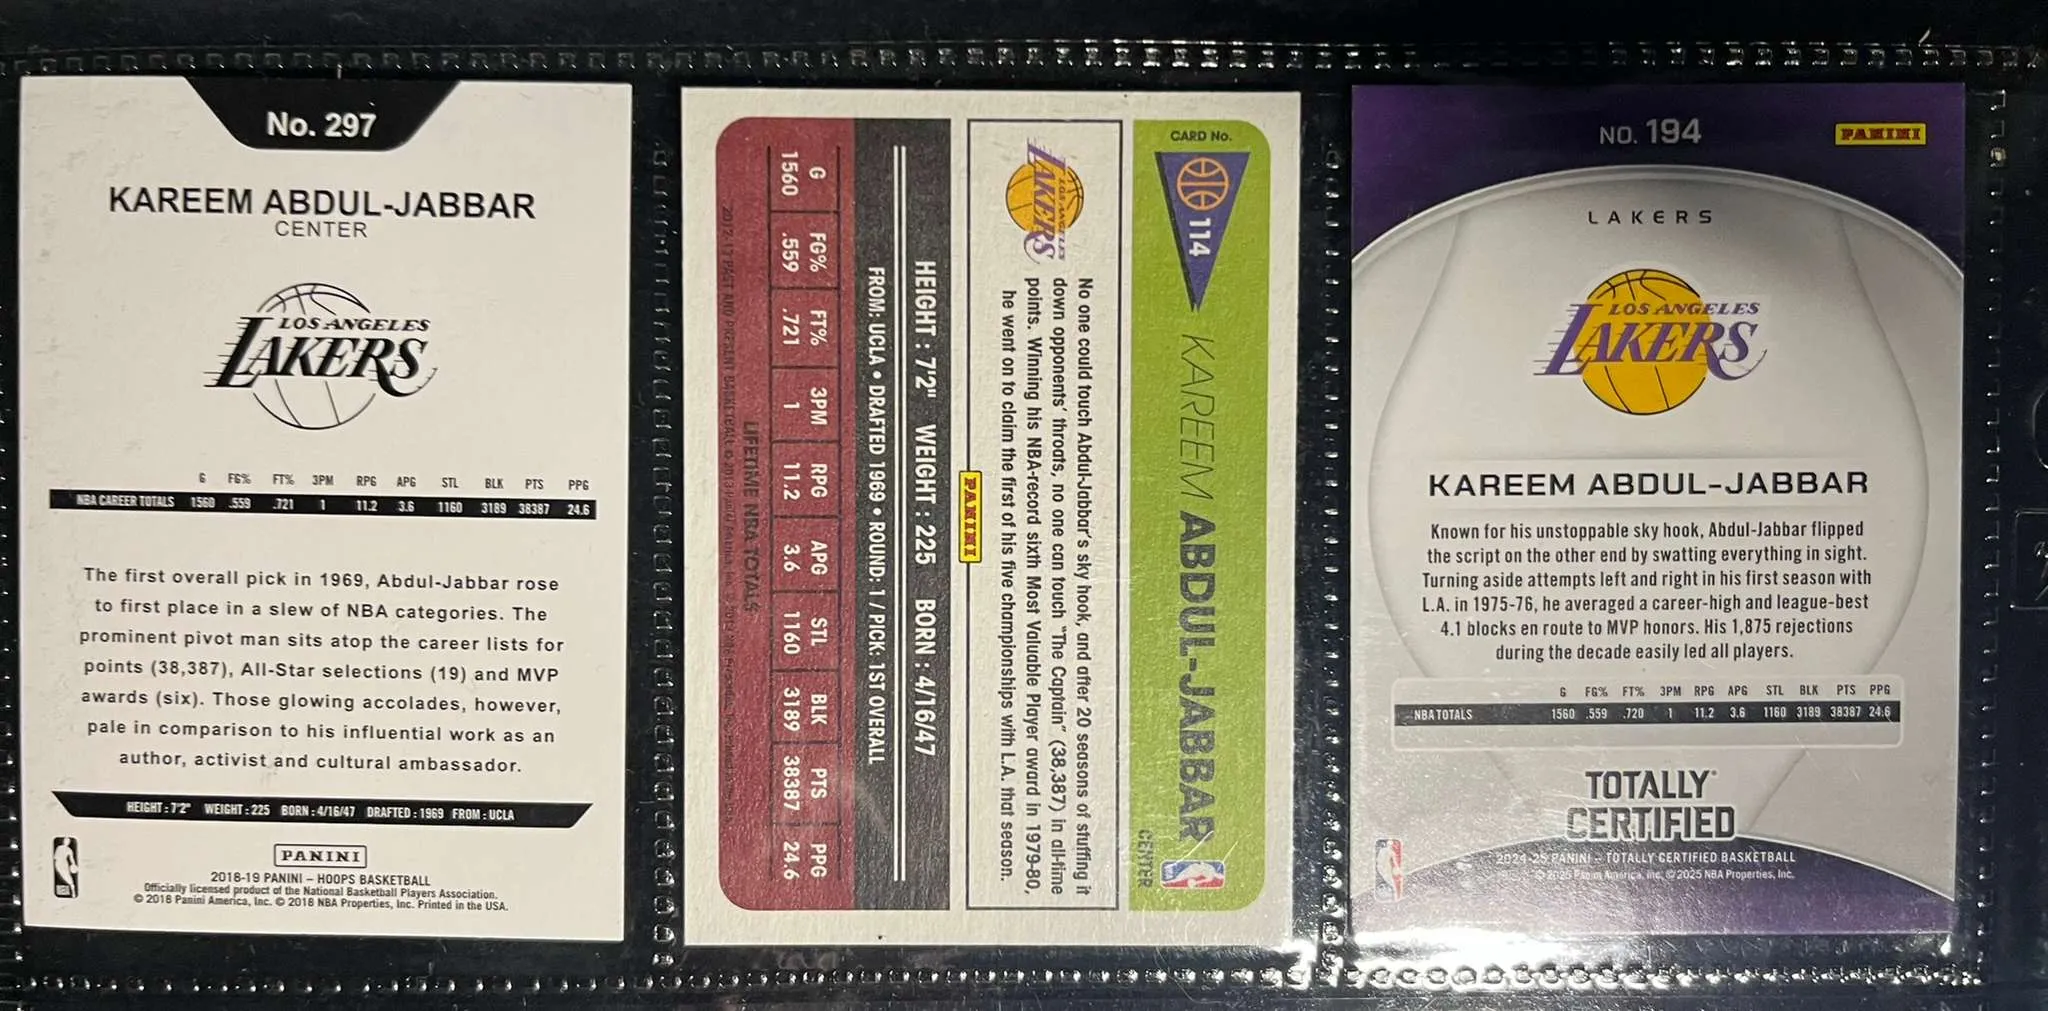 No. 297
KAREEM ABDUL-JABBAR
CENTER
LOS ANGELES
LAKERS
G FG% FT% 3PM RPG APG STL BLK PTS PPG
NBA CAREER TOTALS 1560 .559 .721 1 11.2 3.6 1160 3189 38387 24.6
The first overall pick in 1969, Abdul-Jabbar rose
to first place in a slew of NBA categories. The
prominent pivot man sits atop the career lists for
points (38,387), All-Star selections (19) and MVP
awards (six). Those glowing accolades, however,
pale in comparison to his influential work as an
author, activist and cultural ambassador.
HEIGHT : 7'2" WEIGHT : 225 BORN : 4/16/47 DRAFTED : 1969 FROM : UCLA
PANINI
2018-19 PANINI – HOOPS BASKETBALL
Officially licensed product of the National Basketball Players Association.
© 2018 Panini America, Inc. © 2018 NBA Properties, Inc. Printed in the USA.
CARD No.
114
KAREEM ABDUL-JABBAR
CENTER
LOS ANGELES
LAKERS
No one could touch Abdul-Jabbar's sky hook, and after 20 seasons of stuffing it
down opponents' throats, no one can touch "The Captain" (38,387) in all-time
points. Winning his NBA-record sixth Most Valuable Player award in 1979-80,
he went on to claim the first of his five championships with L.A. that season.
PANINI
HEIGHT : 7'2" WEIGHT : 225 BORN : 4/16/47
FROM: UCLA • DRAFTED 1969 • ROUND: 1 / PICK: 1ST OVERALL
G FG% FT% 3PM RPG APG STL BLK PTS PPG
1560 .559 .721 1 11.2 3.6 1160 3189 38387 24.6
LIFETIME NBA TOTALS
2012-13 PAST AND PRESENT BASKETBALL
NO. 194
PANINI
LAKERS
LOS ANGELES
LAKERS
KAREEM ABDUL-JABBAR
Known for his unstoppable sky hook, Abdul-Jabbar flipped
the script on the other end by swatting everything in sight.
Turning aside attempts left and right in his first season with
L.A. in 1975-76, he averaged a career-high and league-best
4.1 blocks en route to MVP honors. His 1,875 rejections
during the decade easily led all players.
G FG% FT% 3PM RPG APG STL BLK PTS PPG
NBA TOTALS 1560 .559 .720 1 11.2 3.6 1160 3189 38387 24.6
TOTALLY
CERTIFIED
2024-25 PANINI – TOTALLY CERTIFIED BASKETBALL
© 2025 Panini America, Inc. © 2025 NBA Properties, Inc.